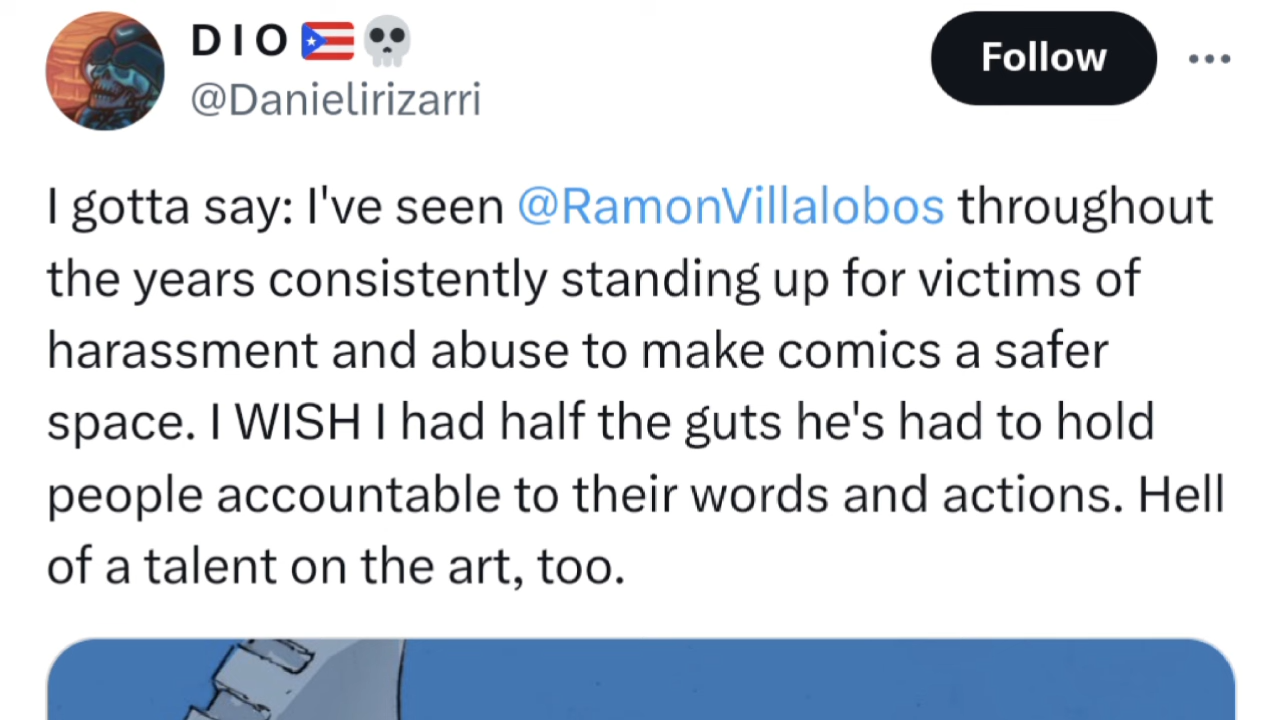 D I O 🇵🇷💀
@Danielirizarri
Follow
I gotta say: I've seen @RamonVillalobos throughout
the years consistently standing up for victims of
harassment and abuse to make comics a safer
space. I WISH I had half the guts he's had to hold
people accountable to their words and actions. Hell
of a talent on the art, too.